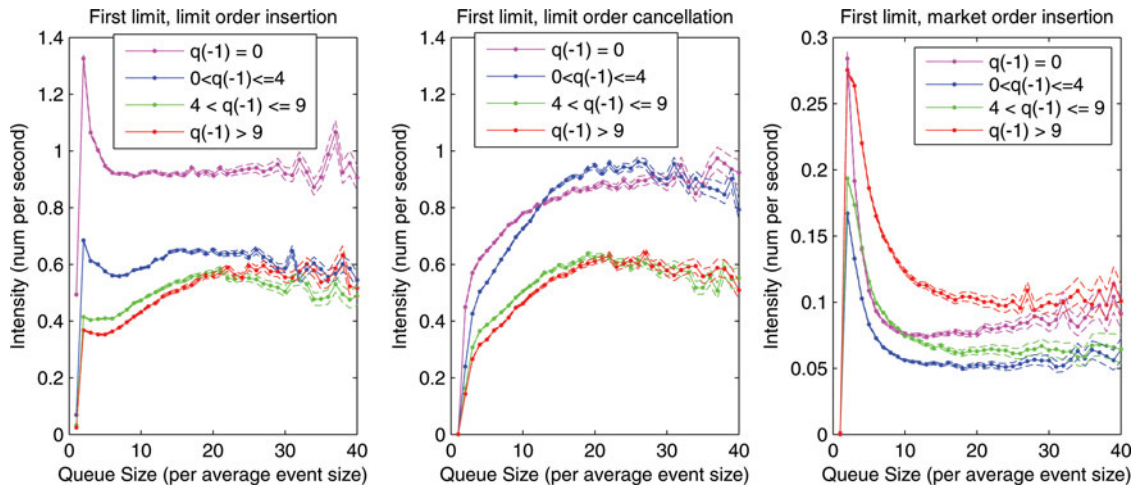 First limit, limit order insertion
1.4
1.2
1
0.8
0.6
0.4
0.2
0
0
10
20
30
40
Intensity (num per second)
Queue Size (per average event size)
q(-1) = 0
0<q(-1)<=4
4 < q(-1) <= 9
q(-1) > 9
First limit, limit order cancellation
1.4
1.2
1
0.8
0.6
0.4
0.2
0
0
10
20
30
40
Intensity (num per second)
Queue Size (per average event size)
q(-1) = 0
0<q(-1)<=4
4 < q(-1) <= 9
q(-1) > 9
First limit, market order insertion
0.3
0.25
0.2
0.15
0.1
0.05
0
0
10
20
30
40
Intensity (num per second)
Queue Size (per average event size)
q(-1) = 0
0<q(-1)<=4
4 < q(-1) <= 9
q(-1) > 9